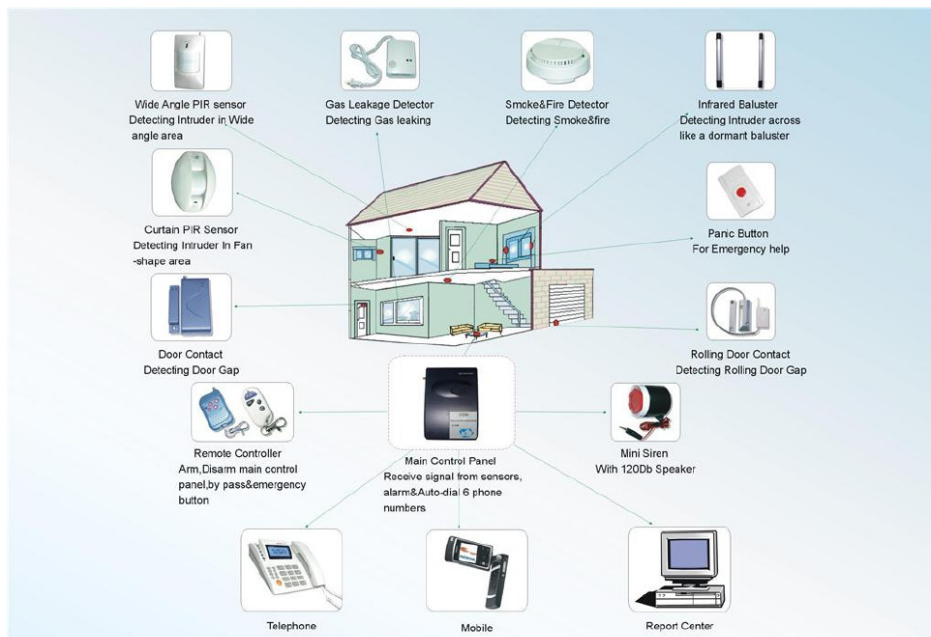 Wide Angle PIR sensor
Detecting Intruder in Wide
angle area
Gas Leakage Detector
Detecting Gas leaking
Smoke&Fire Detector
Detecting Smoke&fire
Infrared Baluster
Detecting Intruder across
like a dormant baluster
Curtain PIR Sensor
Detecting Intruder In Fan
-shape area
Panic Button
For Emergency help
Door Contact
Detecting Door Gap
Rolling Door Contact
Detecting Rolling Door Gap
Remote Controller
Arm,Disarm main control
panel,by pass&emergency
button
Main Control Panel
Receive signal from sensors,
alarm&Auto-dial 6 phone
numbers
Mini Siren
With 120Db Speaker
Telephone
Mobile
Report Center